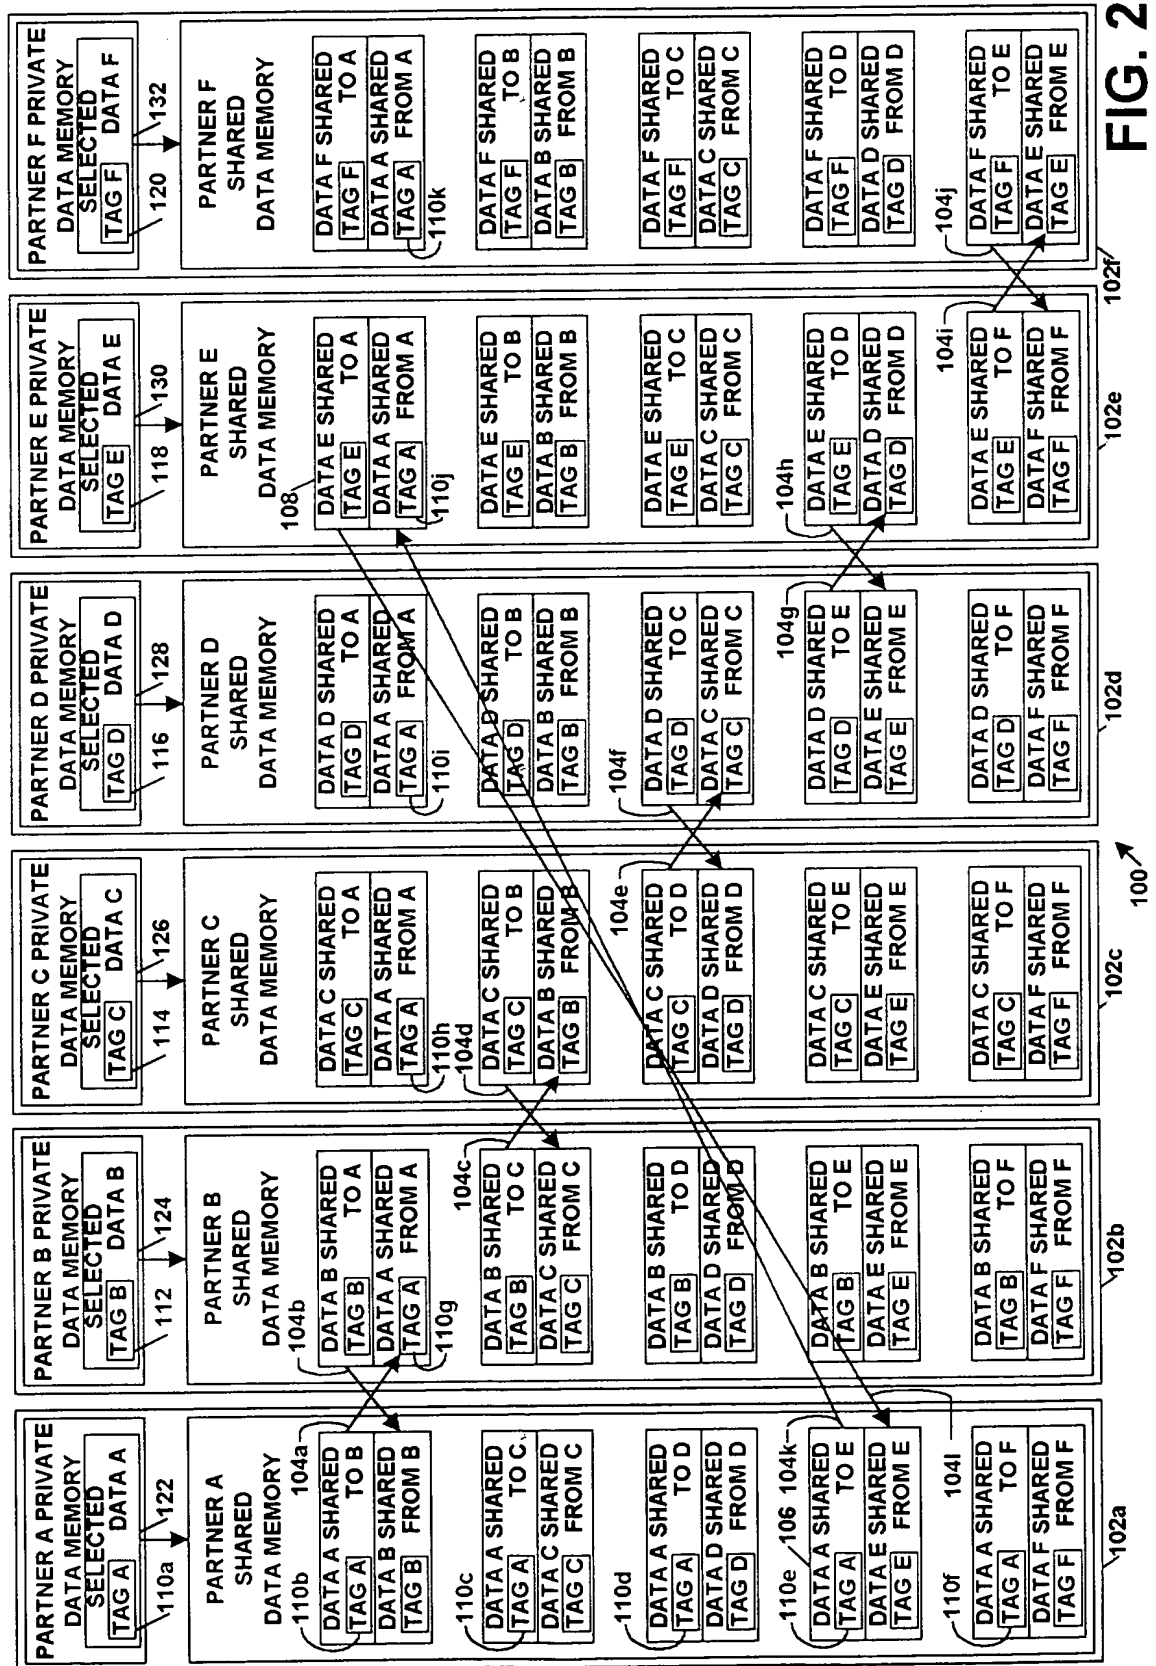 PARTNER A PRIVATE
DATA MEMORY
SELECTED
TAG A DATA A
110a
122
PARTNER A
SHARED
DATA MEMORY
110b
104a
DATA A SHARED
TAG A TO B
DATA B SHARED
TAG B FROM B
110c
DATA A SHARED
TAG A TO C
DATA C SHARED
TAG C FROM C
110d
DATA A SHARED
TAG A TO D
DATA D SHARED
TAG D FROM D
110e
106
104k
DATA A SHARED
TAG A TO E
DATA E SHARED
TAG E FROM E
110f
104l
DATA A SHARED
TAG A TO F
DATA F SHARED
TAG F FROM F
102a
PARTNER B PRIVATE
DATA MEMORY
SELECTED
TAG B DATA B
112
124
PARTNER B
SHARED
DATA MEMORY
104b
DATA B SHARED
TAG B TO A
DATA A SHARED
TAG A FROM A
110g
104c
DATA B SHARED
TAG B TO C
DATA C SHARED
TAG C FROM C
DATA B SHARED
TAG B TO D
DATA D SHARED
TAG D FROM D
DATA B SHARED
TAG B TO E
DATA E SHARED
TAG E FROM E
DATA B SHARED
TAG B TO F
DATA F SHARED
TAG F FROM F
102b
PARTNER C PRIVATE
DATA MEMORY
SELECTED
TAG C DATA C
114
126
PARTNER C
SHARED
DATA MEMORY
DATA C SHARED
TAG C TO A
DATA A SHARED
TAG A FROM A
110h
104d
DATA C SHARED
TAG C TO B
DATA B SHARED
TAG B FROM B
104e
DATA C SHARED
TAG C TO D
DATA D SHARED
TAG D FROM D
DATA C SHARED
TAG C TO E
DATA E SHARED
TAG E FROM E
DATA C SHARED
TAG C TO F
DATA F SHARED
TAG F FROM F
102c
100
PARTNER D PRIVATE
DATA MEMORY
SELECTED
TAG D DATA D
116
128
PARTNER D
SHARED
DATA MEMORY
DATA D SHARED
TAG D TO A
DATA A SHARED
TAG A FROM A
110i
DATA D SHARED
TAG D TO B
DATA B SHARED
TAG B FROM B
104f
DATA D SHARED
TAG D TO C
DATA C SHARED
TAG C FROM C
104g
DATA D SHARED
TAG D TO E
DATA E SHARED
TAG E FROM E
DATA D SHARED
TAG D TO F
DATA F SHARED
TAG F FROM F
102d
PARTNER E PRIVATE
DATA MEMORY
SELECTED
TAG E DATA E
118
130
PARTNER E
SHARED
DATA MEMORY
108
DATA E SHARED
TAG E TO A
DATA A SHARED
TAG A FROM A
110j
DATA E SHARED
TAG E TO B
DATA B SHARED
TAG B FROM B
DATA E SHARED
TAG E TO C
DATA C SHARED
TAG C FROM C
104h
DATA E SHARED
TAG E TO D
DATA D SHARED
TAG D FROM D
104i
DATA E SHARED
TAG E TO F
DATA F SHARED
TAG F FROM F
102e
PARTNER F PRIVATE
DATA MEMORY
SELECTED
TAG F DATA F
120
132
PARTNER F
SHARED
DATA MEMORY
DATA F SHARED
TAG F TO A
DATA A SHARED
TAG A FROM A
110k
DATA F SHARED
TAG F TO B
DATA B SHARED
TAG B FROM B
DATA F SHARED
TAG F TO C
DATA C SHARED
TAG C FROM C
DATA F SHARED
TAG F TO D
DATA D SHARED
TAG D FROM D
104j
DATA F SHARED
TAG F TO E
DATA E SHARED
TAG E FROM E
102f
FIG. 2